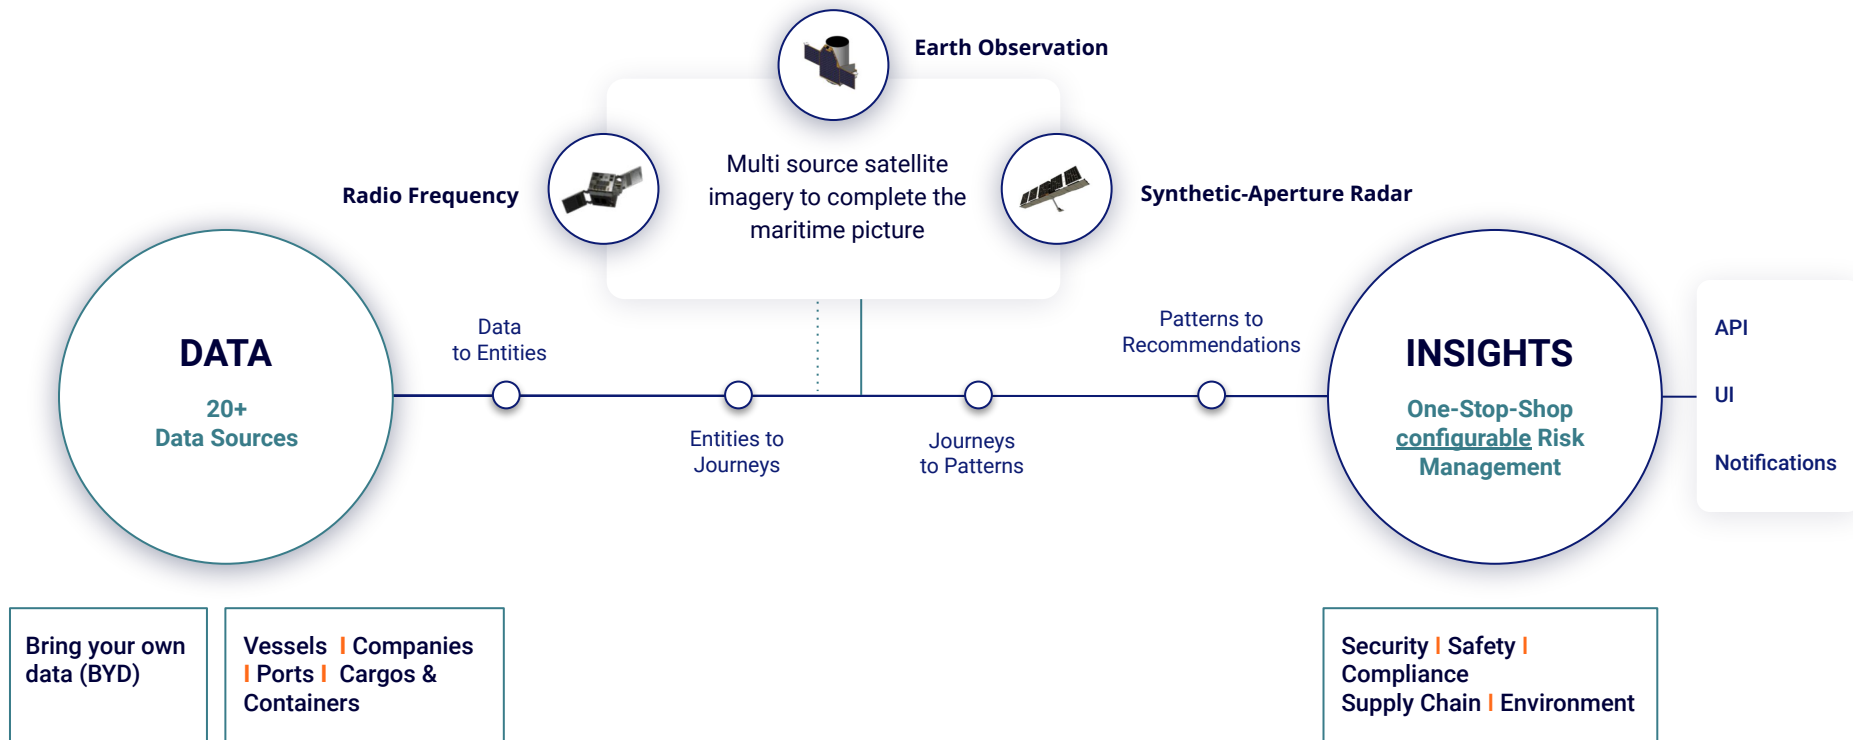 Earth Observation
Multi source satellite
imagery to complete the
maritime picture
Radio Frequency
Synthetic-Aperture Radar
DATA
20+
Data Sources
Data
to Entities
Entities to
Journeys
Journeys
to Patterns
Patterns to
Recommendations
INSIGHTS
One-Stop-Shop
configurable Risk
Management
API
UI
Notifications
Bring your own
data (BYD)
Vessels I Companies
I Ports I Cargos &
Containers
Security I Safety I
Compliance
Supply Chain I Environment